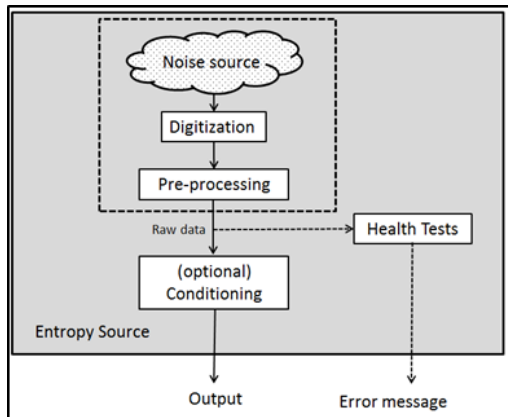 Noise source
Digitization
Pre-processing
Raw data
Health Tests
(optional)
Conditioning
Entropy Source
Output
Error message